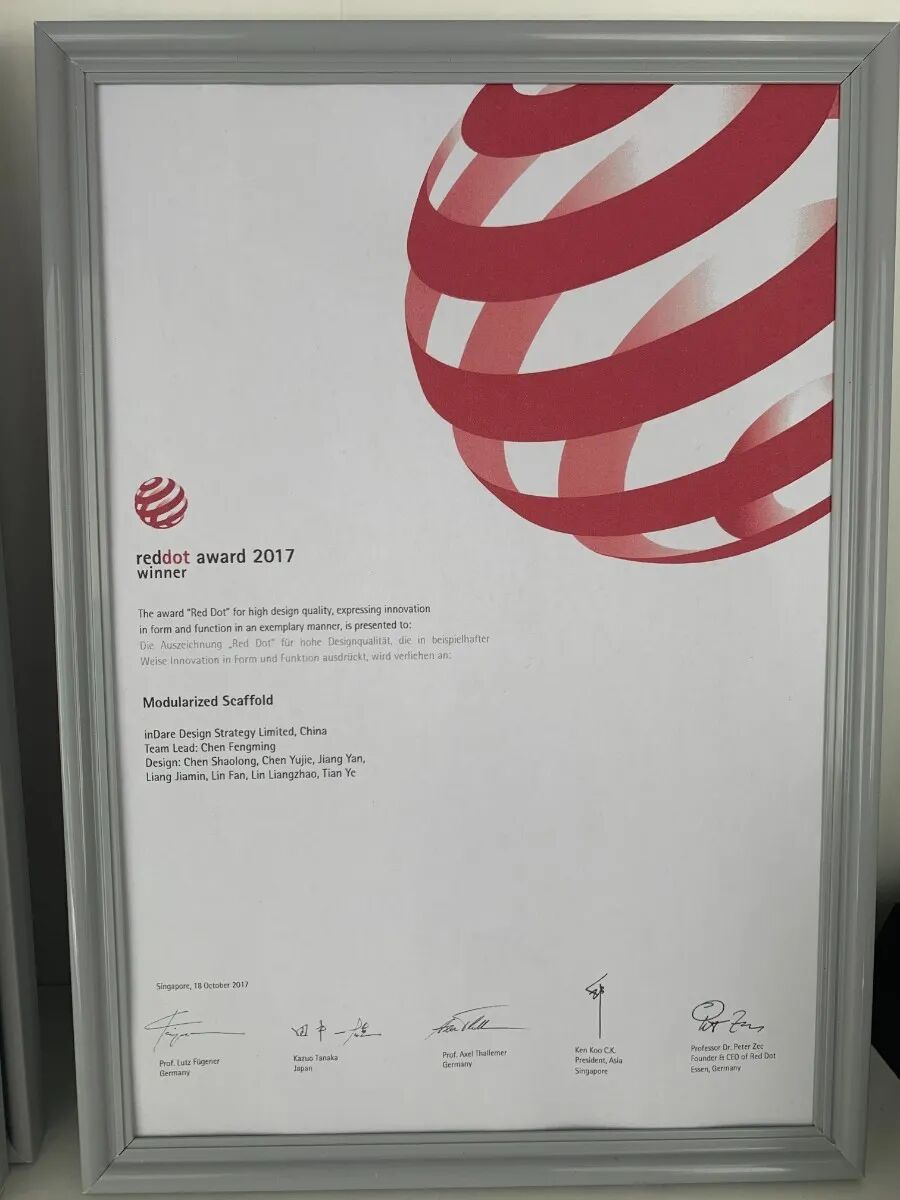 reddot award 2017
winner
The award "Red Dot" for high design quality, expressing innovation
in form and function in an exemplary manner, is presented to:
Die Auszeichnung „Red Dot" für hohe Designqualität, die in beispielhafter
Weise Innovation in Form und Funktion ausdrückt, wird verliehen an:
Modularized Scaffold
inDare Design Strategy Limited, China
Team Lead: Chen Fengming
Design: Chen Shaolong, Chen Yujie, Jiang Yan,
Liang Jiamin, Lin Fan, Lin Liangzhao, Tian Ye
Singapore, 18 October 2017
田中一雄
Prof. Lutz Fügener
Germany
Kazuo Tanaka
Japan
Prof. Axel Thallemer
Germany
Ken Koo C.K.
President, Asia
Singapore
Professor Dr. Peter Zec
Founder & CEO of Red Dot
Essen, Germany